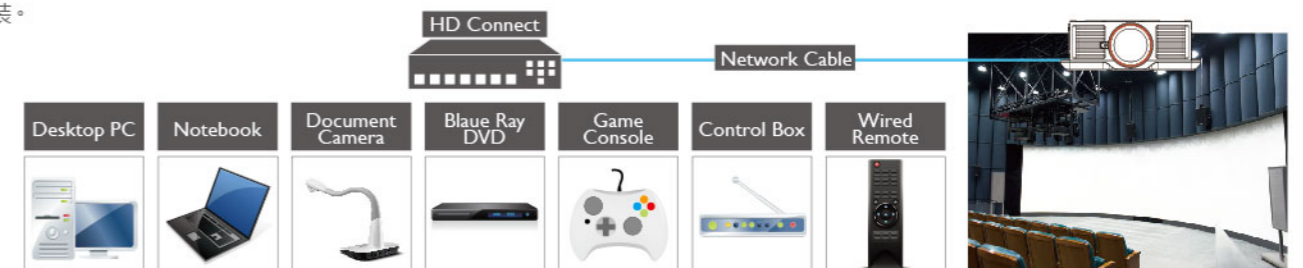 裝。
HD Connect
Network Cable
Desktop PC
Notebook
Document
Camera
Blaue Ray
DVD
Game
Console
Control Box
Wired
Remote